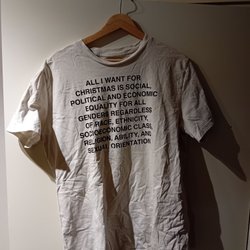 ALL I WANT FOR
CHRISTMAS IS SOCIAL,
POLITICAL AND ECONOMIC
EQUALITY FOR ALL
GENDERS REGARDLESS
OF RACE, ETHNICITY,
SOCIOECONOMIC CLASS,
RELIGION, ABILITY, AND
SEXUAL ORIENTATION